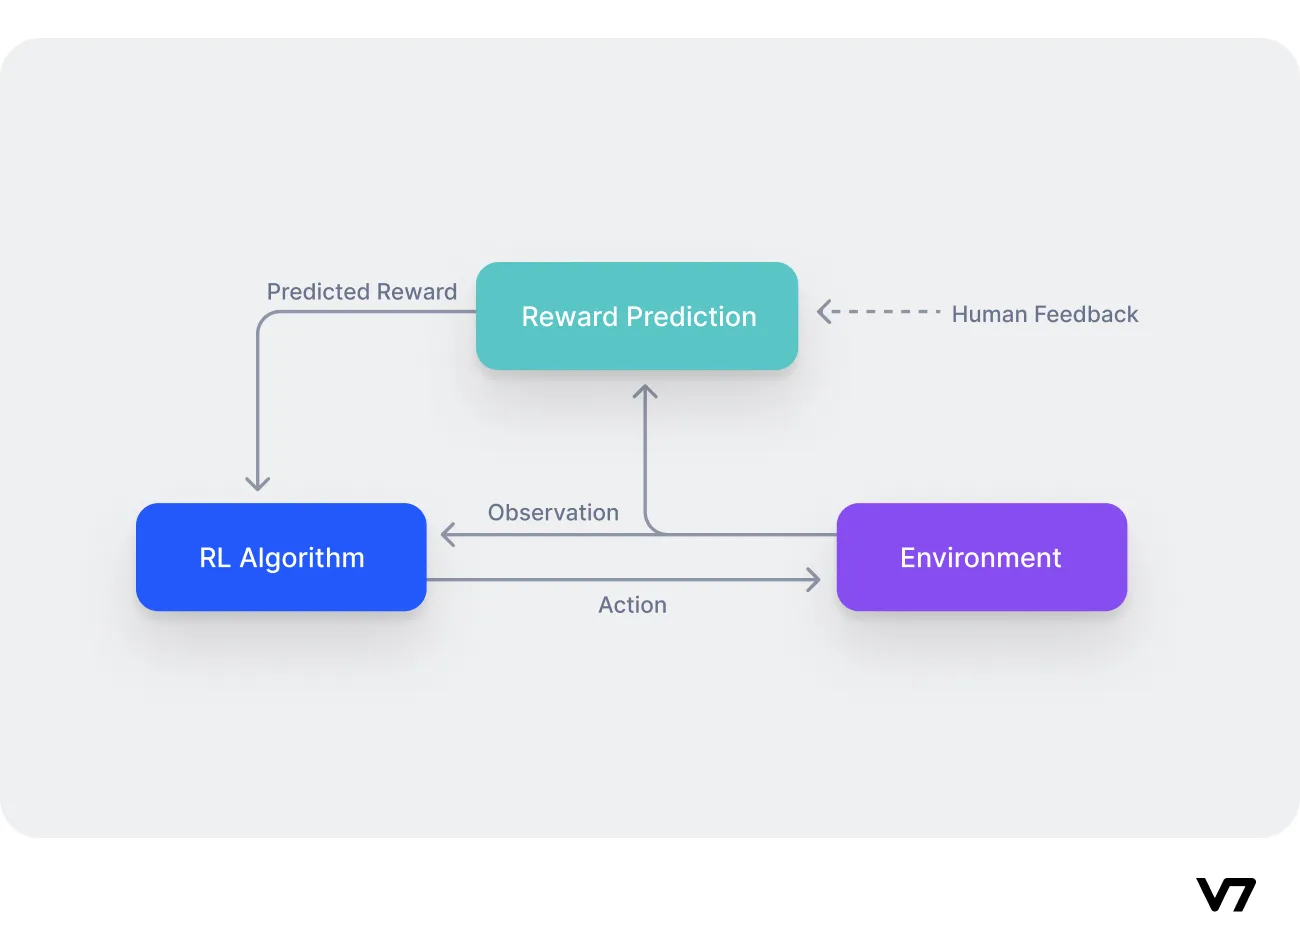 Predicted Reward
Reward Prediction
Human Feedback
Observation
RL Algorithm
Environment
Action
V7